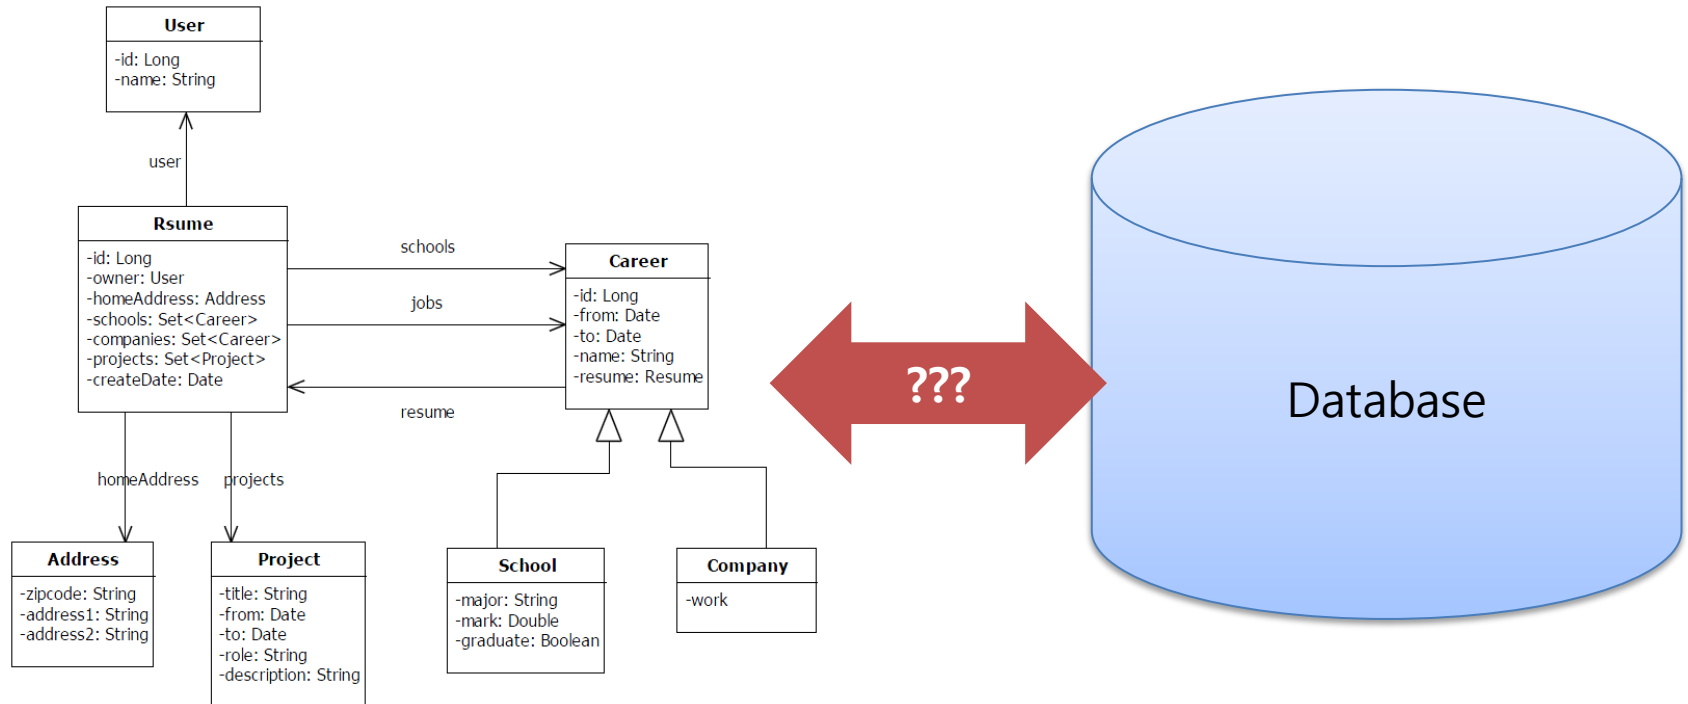 User
-id: Long
-name: String
user
Rsume
-id: Long
-owner: User
-homeAddress: Address
-schools: Set<Career>
-companies: Set<Career>
-projects: Set<Project>
-createDate: Date
schools
jobs
resume
Career
-id: Long
-from: Date
-to: Date
-name: String
-resume: Resume
homeAddress
projects
Address
-zipcode: String
-address1: String
-address2: String
Project
-title: String
-from: Date
-to: Date
-role: String
-description: String
School
-major: String
-mark: Double
-graduate: Boolean
Company
-work
???
Database